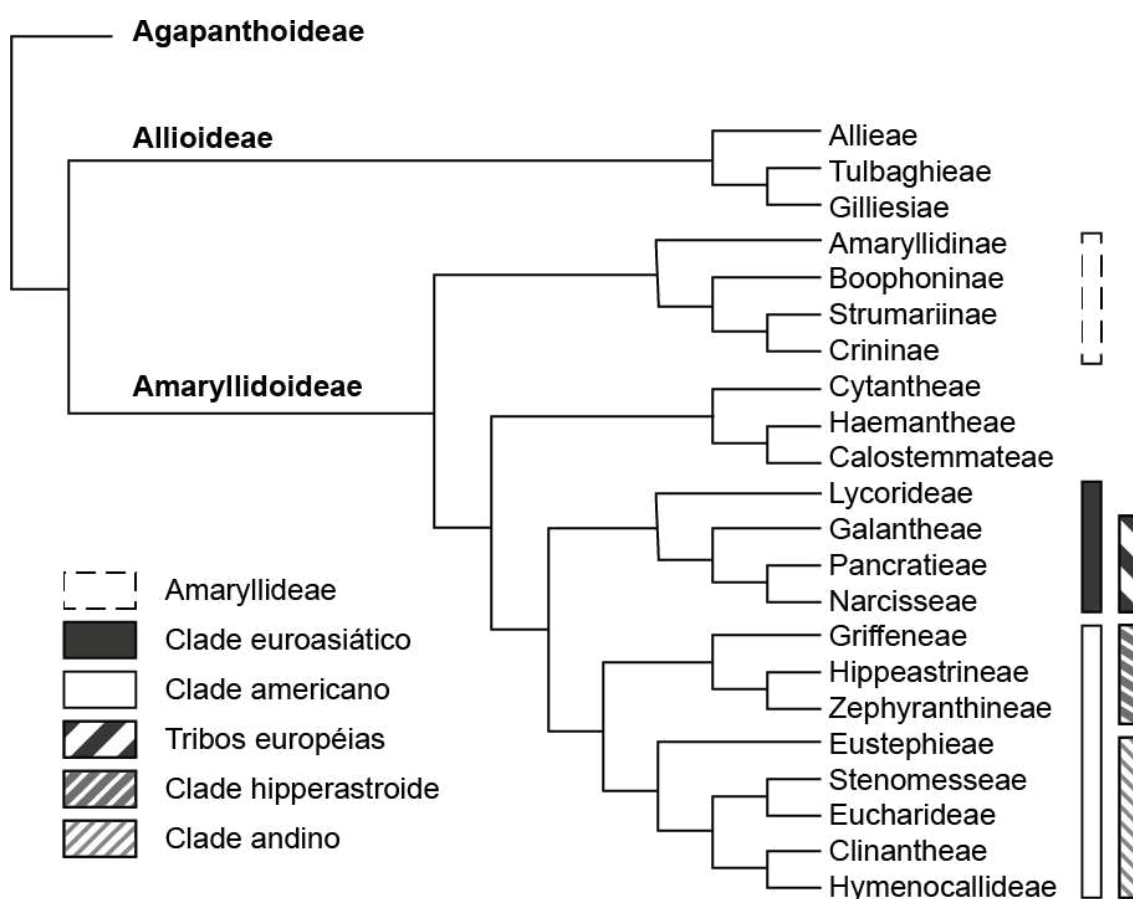 Agapanthoideae
Allioideae
Allieae
Tulbaghieae
Gilliesiae
Amaryllidinae
Boophoninae
Strumariinae
Crininae
Amaryllidoideae
Cytantheae
Haemantheae
Calostemmateae
Lycorideae
Galantheae
Pancratieae
Narcisseae
Griffeneae
Hippeastrineae
Zephyranthineae
Eustephieae
Stenomesseae
Eucharideae
Clinantheae
Hymenocallideae
Amaryllideae
Clade euroasiático
Clade americano
Tribos européias
Clade hipperastroide
Clade andino